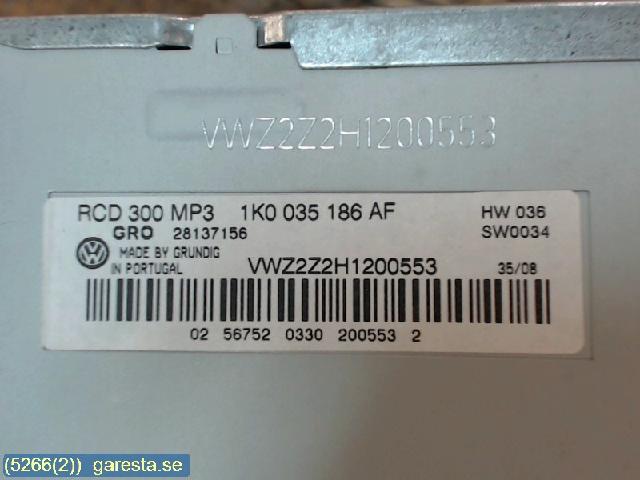 VWZ2Z2H1200553
RCD 300 MP3 1K0 035 186 AF HW 036
GRO 28137156 SW0034
MADE BY GRUNDIG
IN PORTUGAL VWZ2Z2H1200553 35/08
02 56752 0330 200553 2
(5266(2)) garesta.se